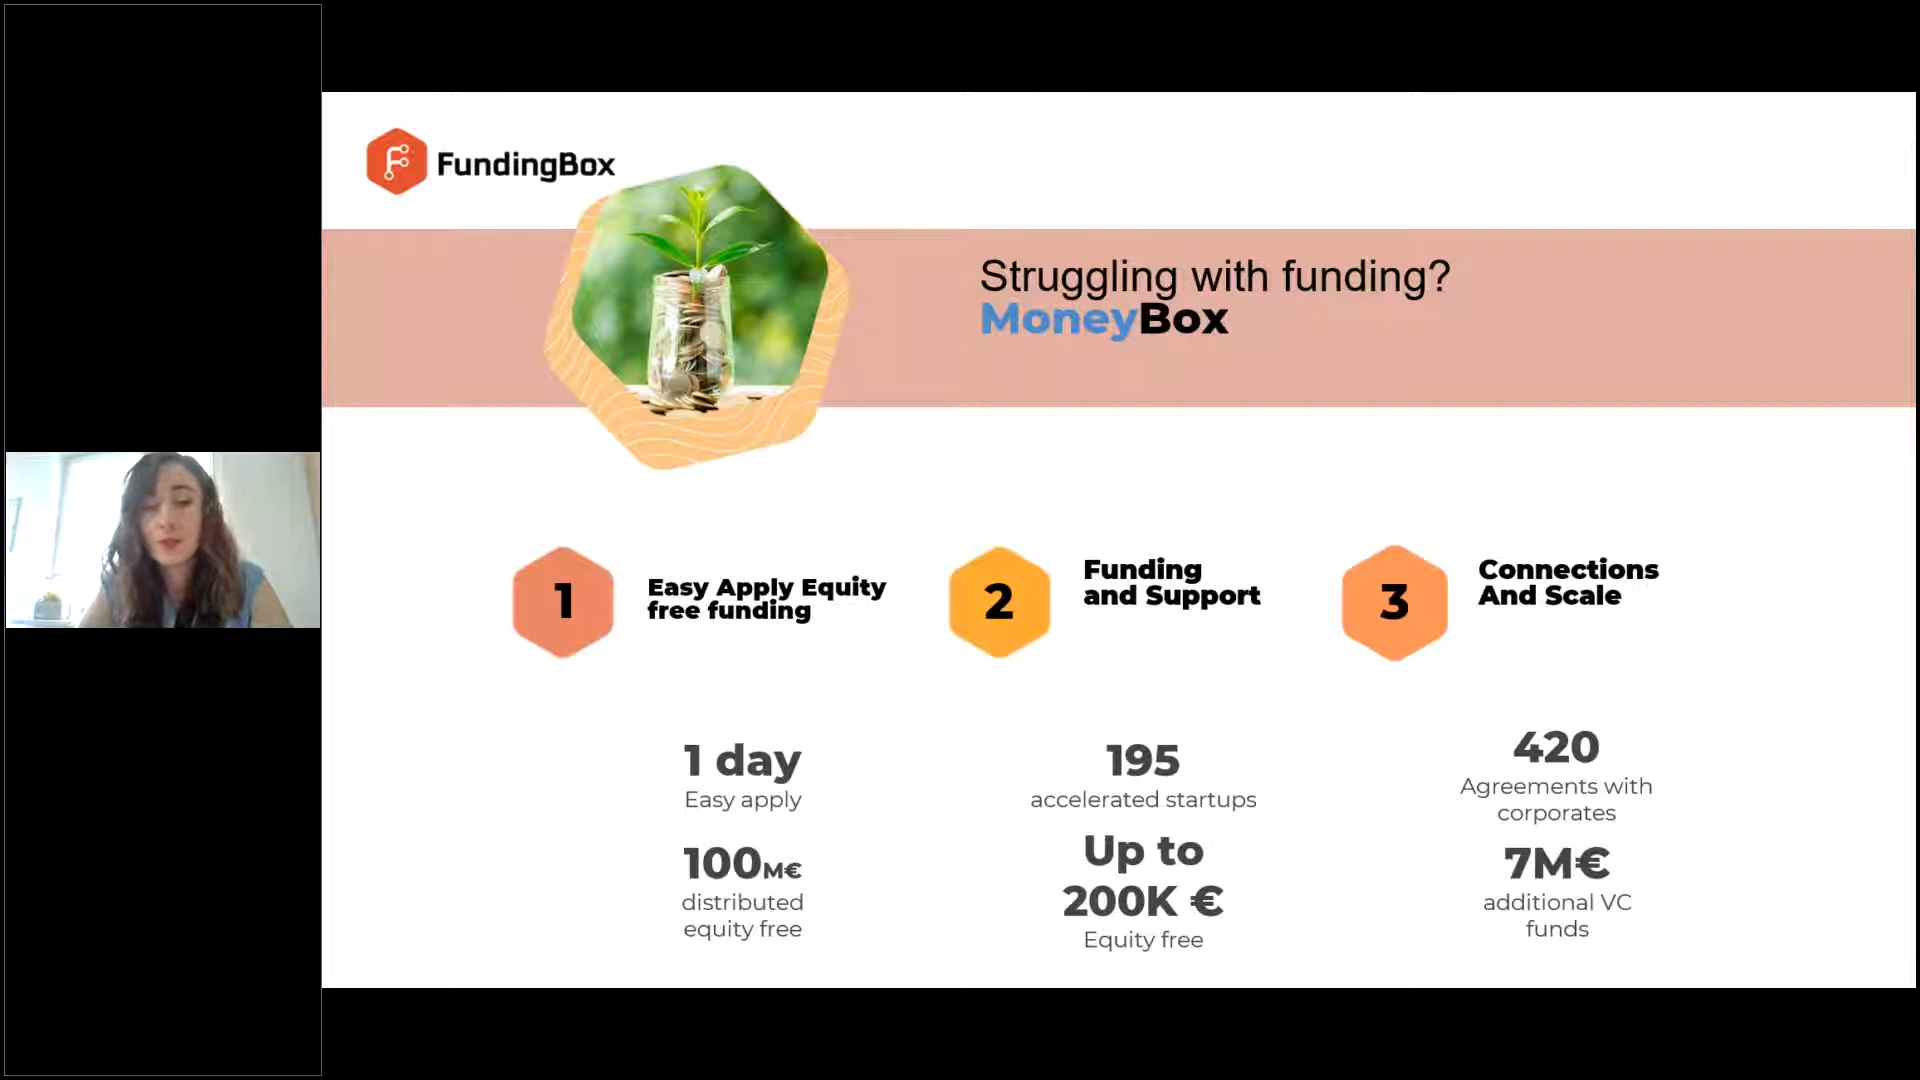 FundingBox
Struggling with funding?
MoneyBox
1
Easy Apply Equity
free funding
2
Funding
and Support
3
Connections
And Scale
1 day
Easy apply
100M€
distributed
equity free
195
accelerated startups
Up to
200K €
Equity free
420
Agreements with
corporates
7M€
additional VC
funds